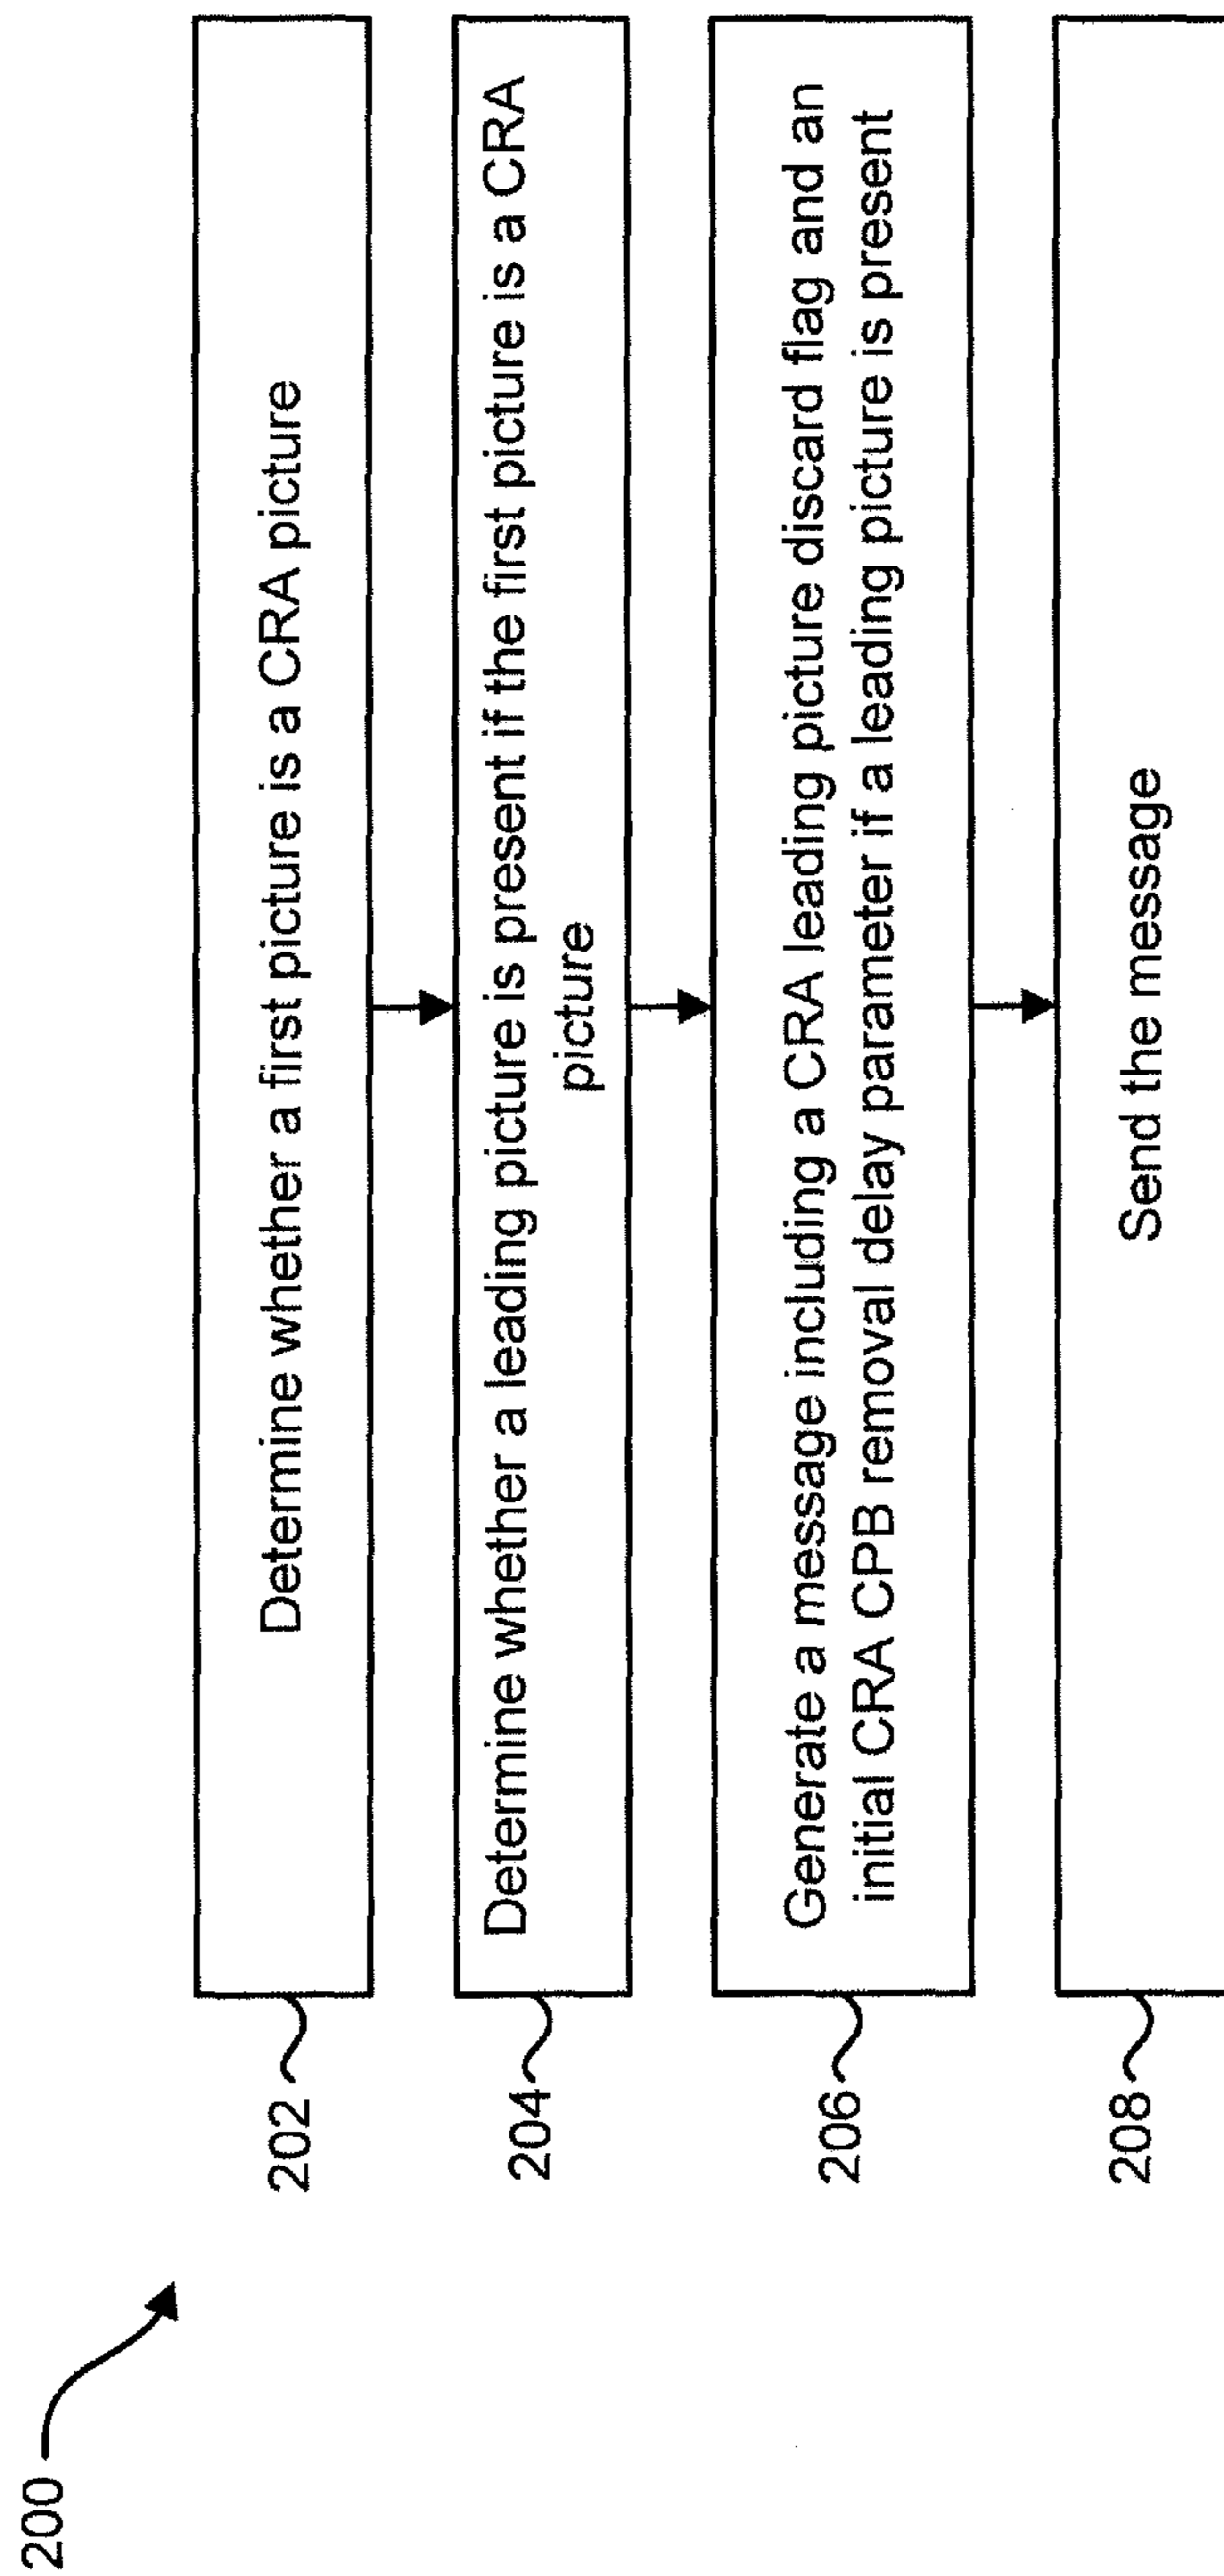 200
202
Determine whether a first picture is a CRA picture
204
Determine whether a leading picture is present if the first picture is a CRA
picture
206
Generate a message including a CRA leading picture discard flag and an
initial CRA CPB removal delay parameter if a leading picture is present
208
Send the message